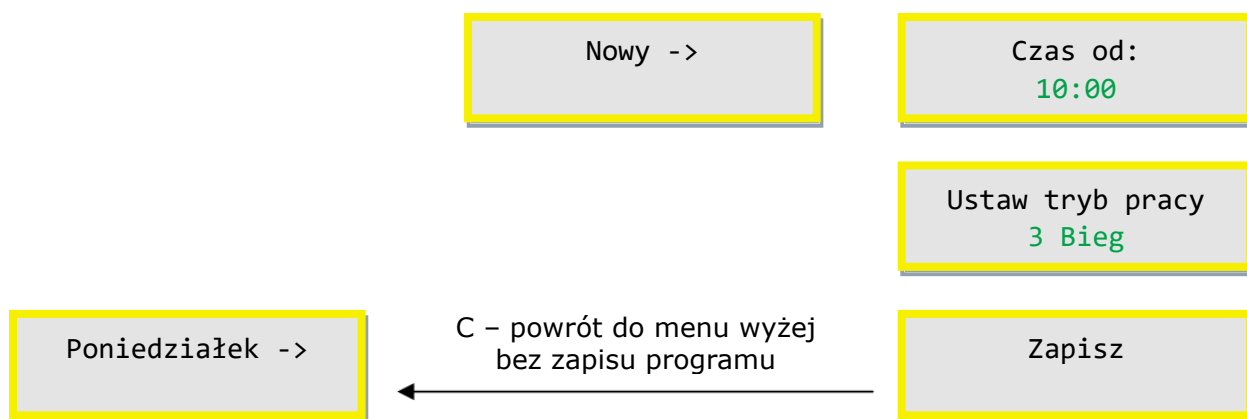 Nowy ->
Czas od:
10:00
Ustaw tryb pracy
3 Bieg
Poniedziałek ->
C – powrót do menu wyżej
bez zapisu programu
Zapisz